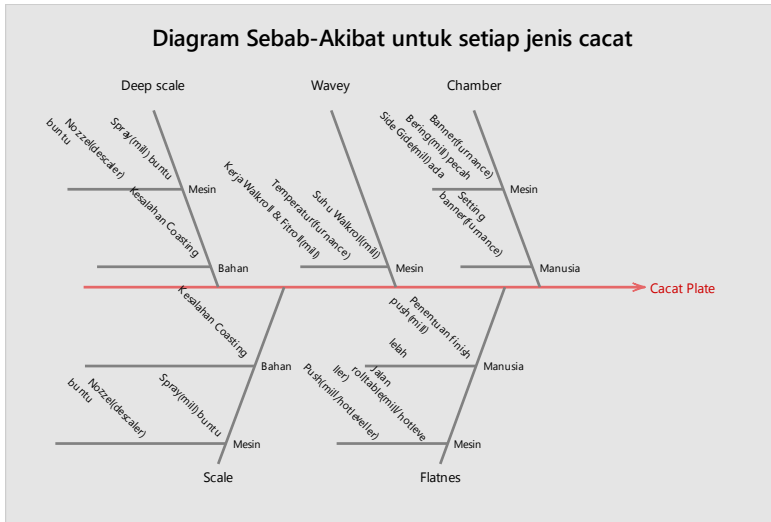 Diagram Sebab-Akibat untuk setiap jenis cacat
Deep scale
Wavey
Chamber
Nozzel(descaler)
buntu
Spray(mill) buntu
Mesin
Kesalahan Coasting
Bahan
Kerja Walkroll & Fitroll(mill)
Temperatur(furnance)
Suhu Walkroll(mill)
Mesin
Side Gide(mill) ada
Bering(mill) pecah
Banner(furnance)
Mesin
Setting
banner(furnance)
Manusia
Cacat Plate
Kesalahan Coasting
Bahan
Nozzel(descaler)
buntu
Spray(mill) buntu
Mesin
Scale
Penentuan finish
push(mill)
lelah
Manusia
Jalan
rolltable(mill/hotleve
ller)
Push(mill/hotleveller)
Mesin
Flatnes